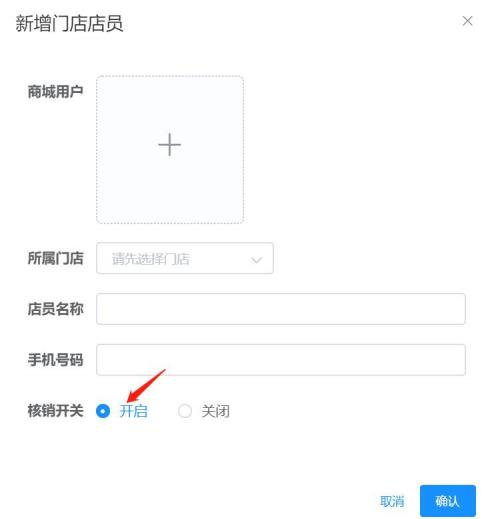 新增门店店员
商城用户
所属门店 请先选择门店
店员名称
手机号码
核销开关 开启 关闭
取消 确认